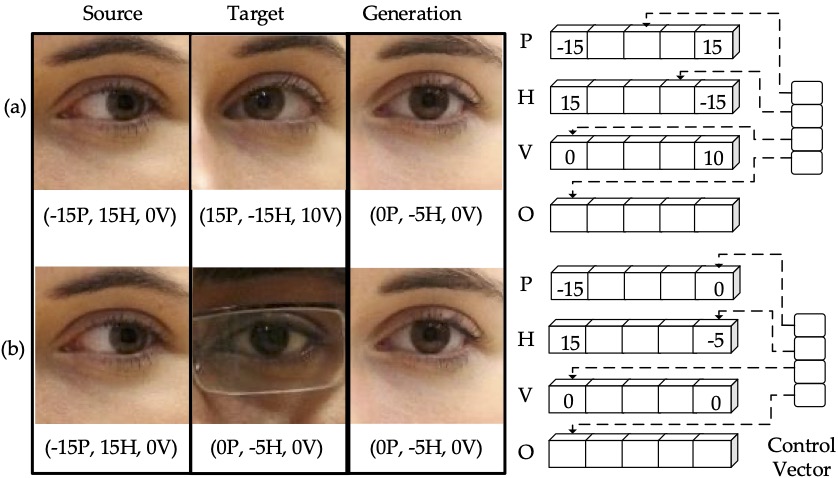 Source Target Generation
(a)
(-15P, 15H, 0V) (15P, -15H, 10V) (0P, -5H, 0V)
P -15 15
H 15 -15
V 0 10
O
(b)
(-15P, 15H, 0V) (0P, -5H, 0V) (0P, -5H, 0V)
P -15 0
H 15 -5
V 0 0
O
Control
Vector